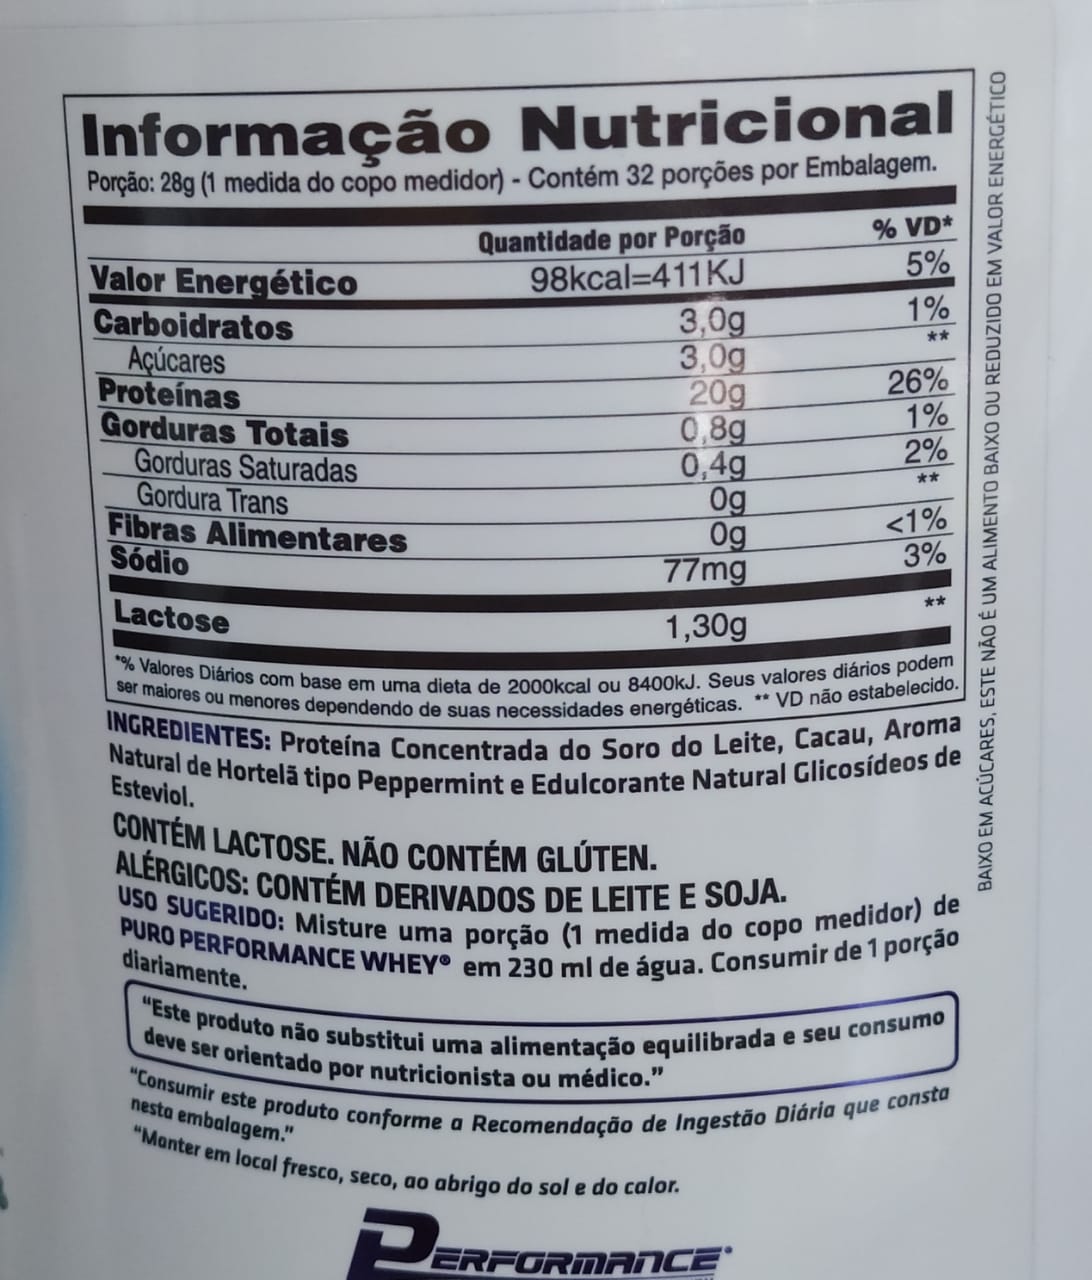 Informação Nutricional
Porção: 28g (1 medida do copo medidor) - Contém 32 porções por Embalagem.
Quantidade por Porção % VD*
Valor Energético 98kcal=411KJ 5%
Carboidratos 3,0g 1%
Açúcares 3,0g **
Proteínas 20g 26%
Gorduras Totais 0,8g 1%
Gorduras Saturadas 0,4g 2%
Gordura Trans 0g **
Fibras Alimentares 0g <1%
Sódio 77mg 3%
Lactose 1,30g **
*% Valores Diários com base em uma dieta de 2000kcal ou 8400kJ. Seus valores diários podem
ser maiores ou menores dependendo de suas necessidades energéticas. ** VD não estabelecido.
INGREDIENTES: Proteína Concentrada do Soro do Leite, Cacau, Aroma
Natural de Hortelã tipo Peppermint e Edulcorante Natural Glicosídeos de
Esteviol.
CONTÉM LACTOSE. NÃO CONTÉM GLÚTEN.
ALÉRGICOS: CONTÉM DERIVADOS DE LEITE E SOJA.
USO SUGERIDO: Misture uma porção (1 medida do copo medidor) de
PURO PERFORMANCE WHEY® em 230 ml de água. Consumir de 1 porção
diariamente.
"Este produto não substitui uma alimentação equilibrada e seu consumo
deve ser orientado por nutricionista ou médico."
"Consumir este produto conforme a Recomendação de Ingestão Diária que consta
nesta embalagem."
"Manter em local fresco, seco, ao abrigo do sol e do calor.
PERFORMANCE
BAIXO EM AÇÚCARES, ESTE NÃO É UM ALIMENTO BAIXO OU REDUZIDO EM VALOR ENERGÉTICO